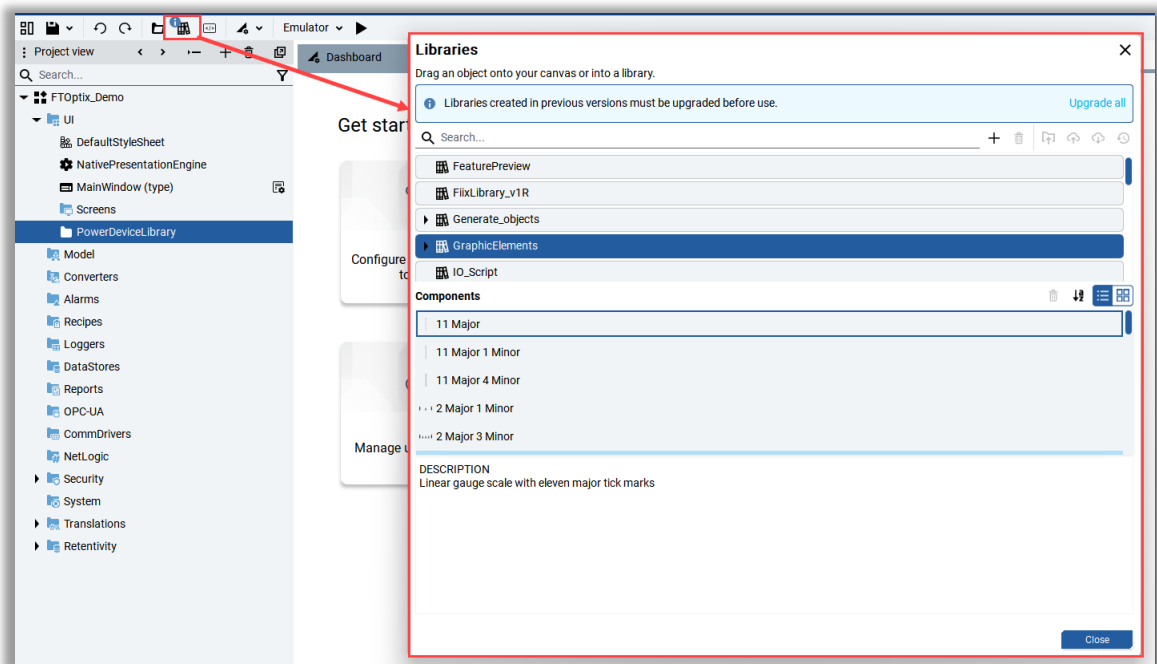 Emulator
Project view
Search...
FTOptix_Demo
UI
DefaultStyleSheet
NativePresentationEngine
MainWindow (type)
Screens
PowerDeviceLibrary
Model
Converters
Alarms
Recipes
Loggers
DataStores
Reports
OPC-UA
CommDrivers
NetLogic
Security
System
Translations
Retentivity
Dashboard
Get star
Configure
to
Manage u
Libraries
Drag an object onto your canvas or into a library.
Libraries created in previous versions must be upgraded before use.
Upgrade all
Search...
FeaturePreview
FiixLibrary_v1R
Generate_objects
GraphicElements
IO_Script
Components
11 Major
11 Major 1 Minor
11 Major 4 Minor
2 Major 1 Minor
2 Major 3 Minor
DESCRIPTION
Linear gauge scale with eleven major tick marks
Close